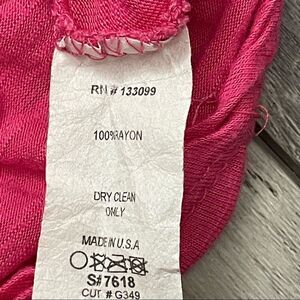 RN # 133099
100%RAYON
DRY CLEAN
ONLY
MADE IN U.S.A
S#7618
CUT # G349